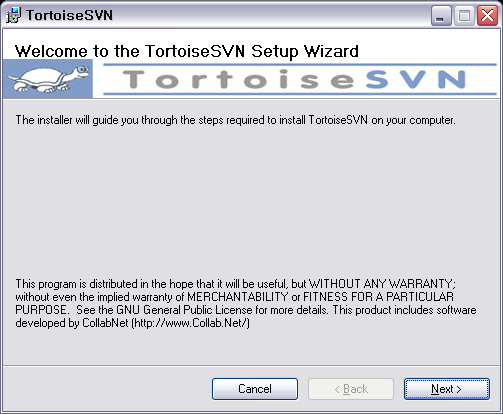 TortoiseSVN
Welcome to the TortoiseSVN Setup Wizard
TortoiseSVN
The installer will guide you through the steps required to install TortoiseSVN on your computer.
This program is distributed in the hope that it will be useful, but WITHOUT ANY WARRANTY;
without even the implied warranty of MERCHANTABILITY or FITNESS FOR A PARTICULAR
PURPOSE.  See the GNU General Public License for more details. This product includes software
developed by CollabNet (http://www.Collab.Net/)
Cancel
< Back
Next >